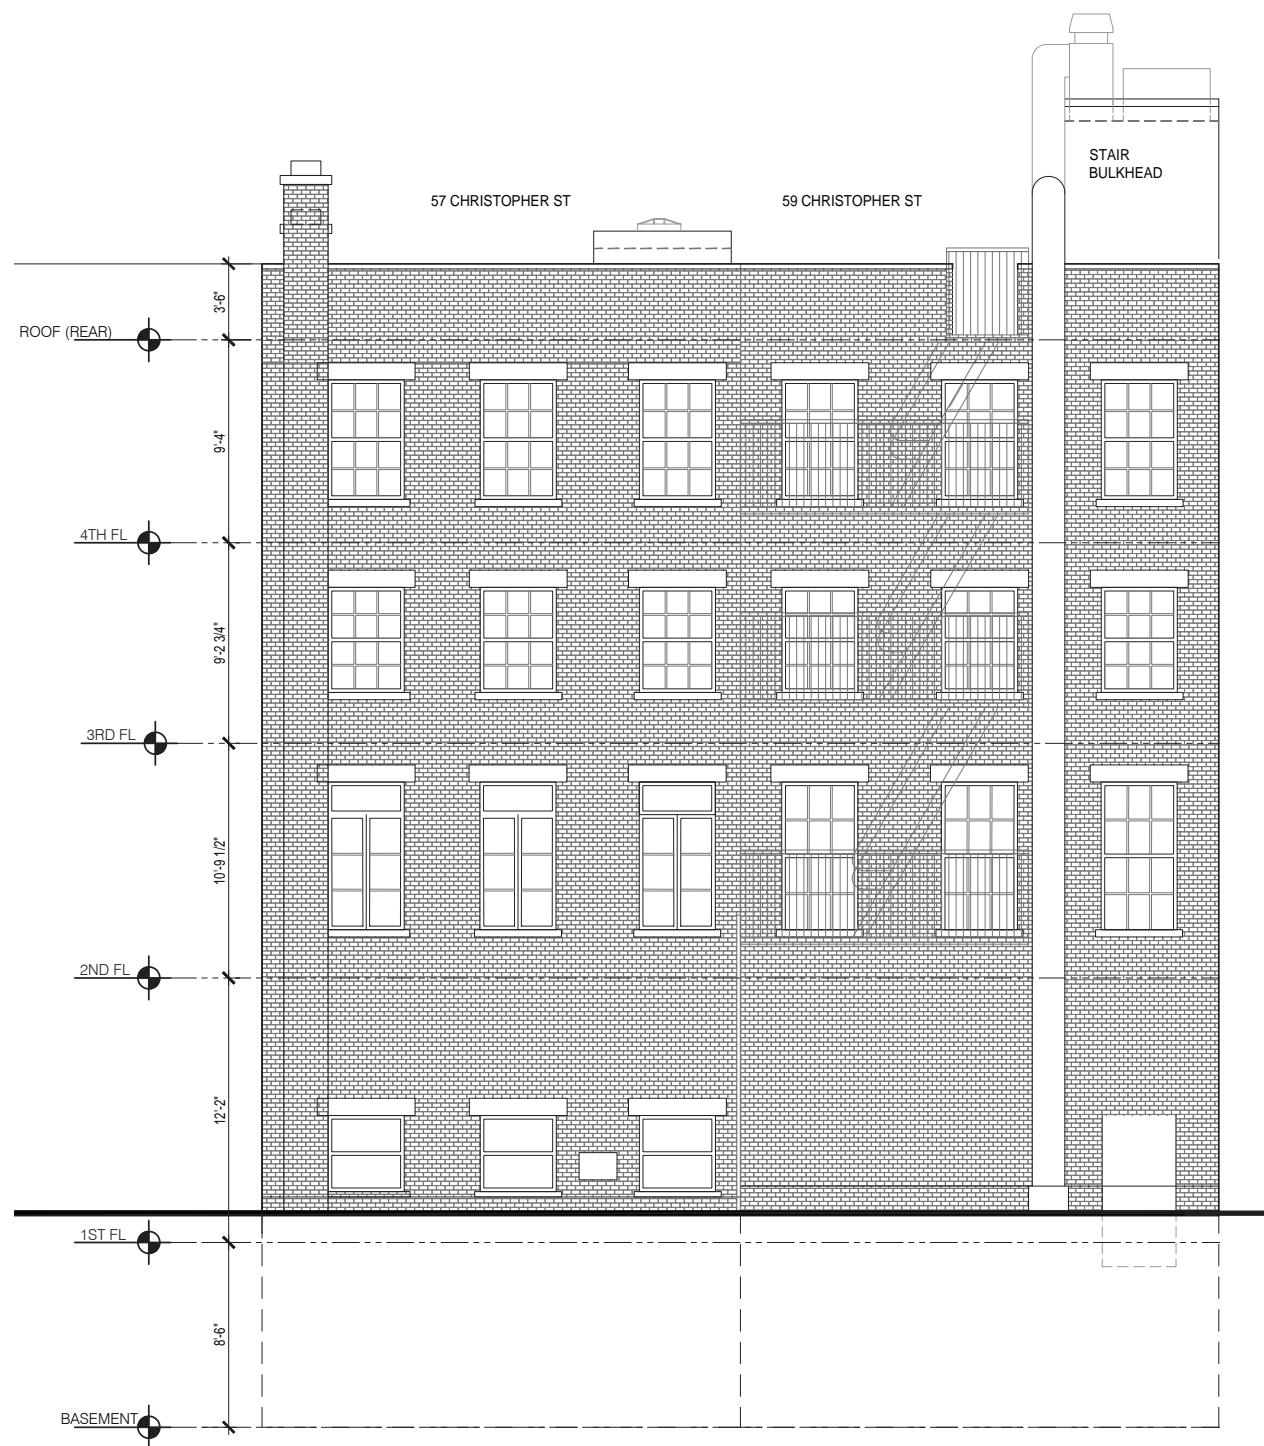 STAIR
BULKHEAD
57 CHRISTOPHER ST
59 CHRISTOPHER ST
3'-6"
ROOF (REAR)
9'-4"
4TH FL
9'-2 3/4"
3RD FL
10'-9 1/2"
2ND FL
12'-2"
1ST FL
8'-6"
BASEMENT